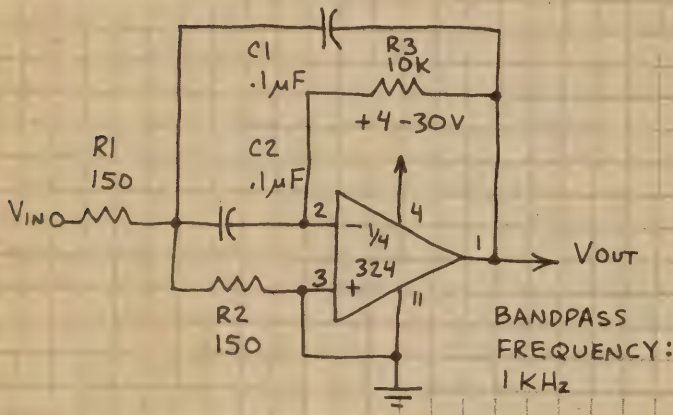 C1
.1µF
R3
10K
+4-30V
R1
150
C2
.1µF
VIN
2
4
- 1/4
324
1
VOUT
3
+
11
R2
150
BANDPASS
FREQUENCY:
1 KHz